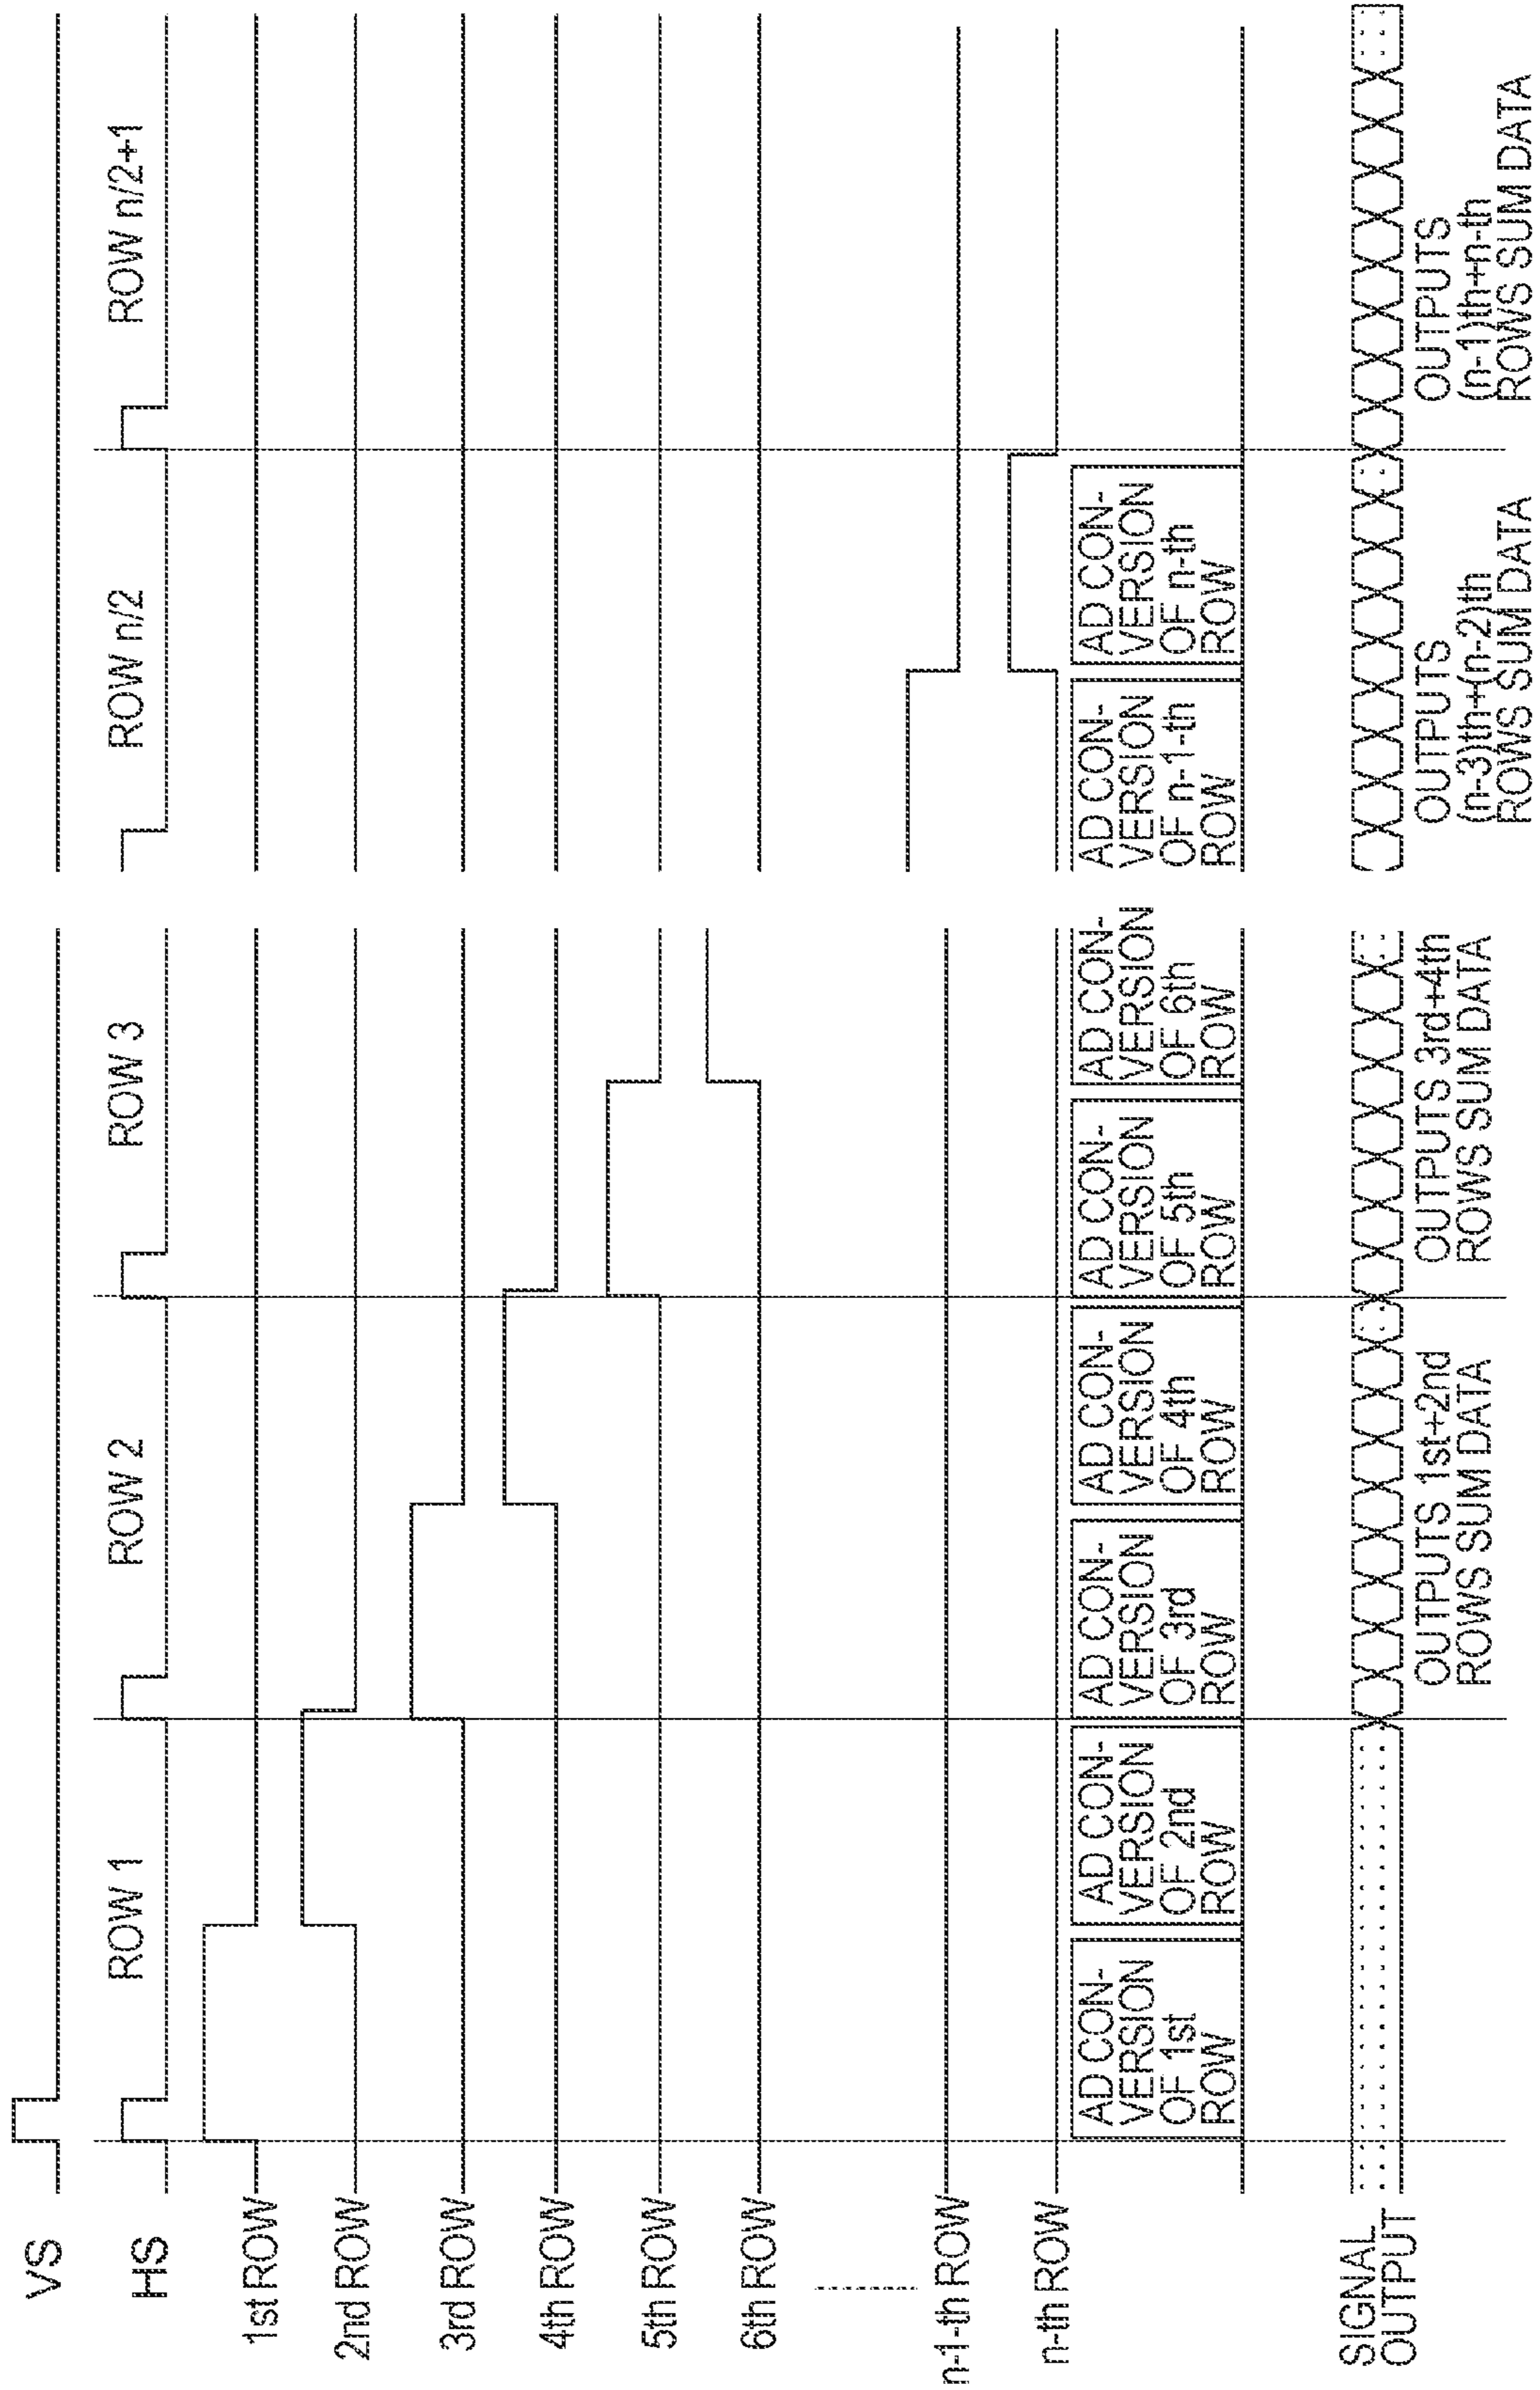 VS
HS
ROW 1
ROW 2
ROW 3
ROW n/2
ROW n/2+1
1st ROW
2nd ROW
3rd ROW
4th ROW
5th ROW
6th ROW
n-1-th ROW
n-th ROW
AD CON-
VERSION
OF 1st
ROW
AD CON-
VERSION
OF 2nd
ROW
AD CON-
VERSION
OF 3rd
ROW
AD CON-
VERSION
OF 4th
ROW
AD CON-
VERSION
OF 5th
ROW
AD CON-
VERSION
OF 6th
ROW
AD CON-
VERSION
OF n-1-th
ROW
AD CON-
VERSION
OF n-th
ROW
SIGNAL
OUTPUT
OUTPUTS 1st+2nd
ROWS SUM DATA
OUTPUTS 3rd+4th
ROWS SUM DATA
OUTPUTS
(n-3)th+(n-2)th
ROWS SUM DATA
OUTPUTS
(n-1)th+n-th
ROWS SUM DATA